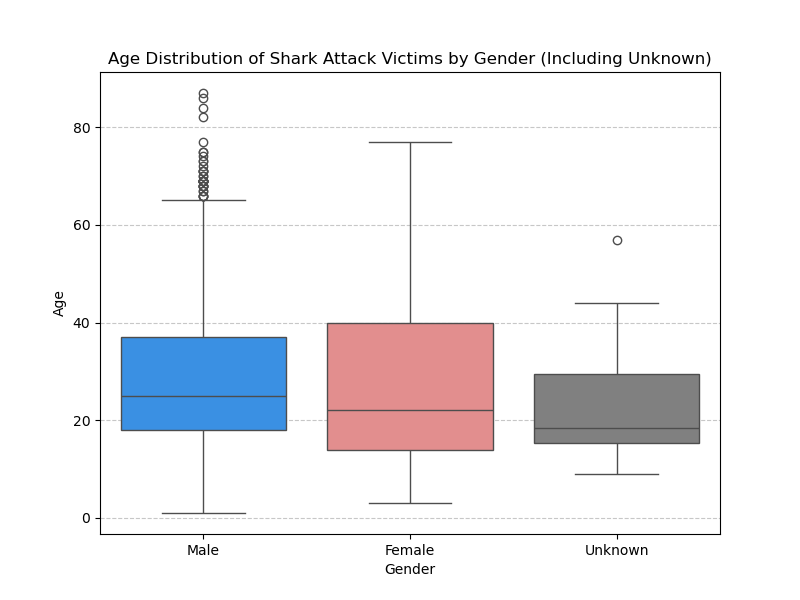 Age Distribution of Shark Attack Victims by Gender (Including Unknown)
80
60
40
20
0
Age
Male Female Unknown
Gender